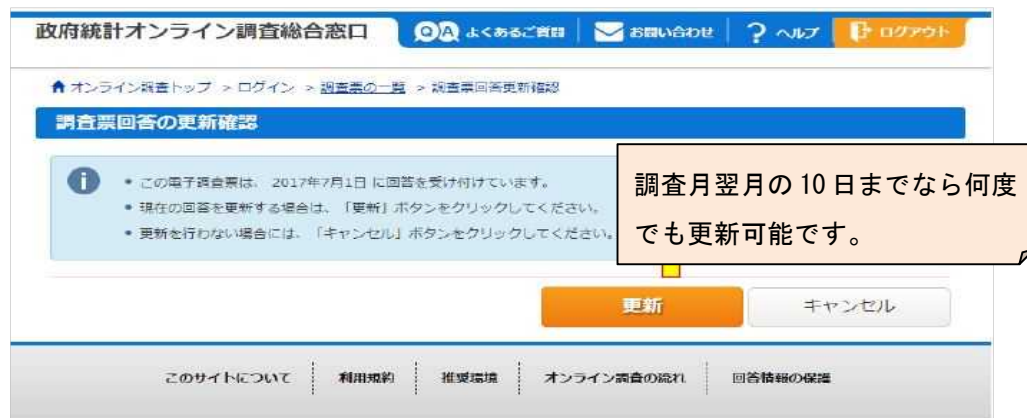 政府統計オンライン調査総合窓口
QA よくあるご質問
お問い合わせ
? ヘルプ
ログアウト
オンライン調査トップ > ログイン > 調査票の一覧 > 調査票回答更新確認
調査票回答の更新確認
i
• この電子調査票は、 2017年7月1日 に回答を受け付けています。
• 現在の回答を更新する場合は、「更新」ボタンをクリックしてください。
• 更新を行わない場合には、「キャンセル」ボタンをクリックしてください。
調査月翌月の 10 日までなら何度
でも更新可能です。
更新
キャンセル
このサイトについて
利用規約
推奨環境
オンライン調査の流れ
回答情報の保護